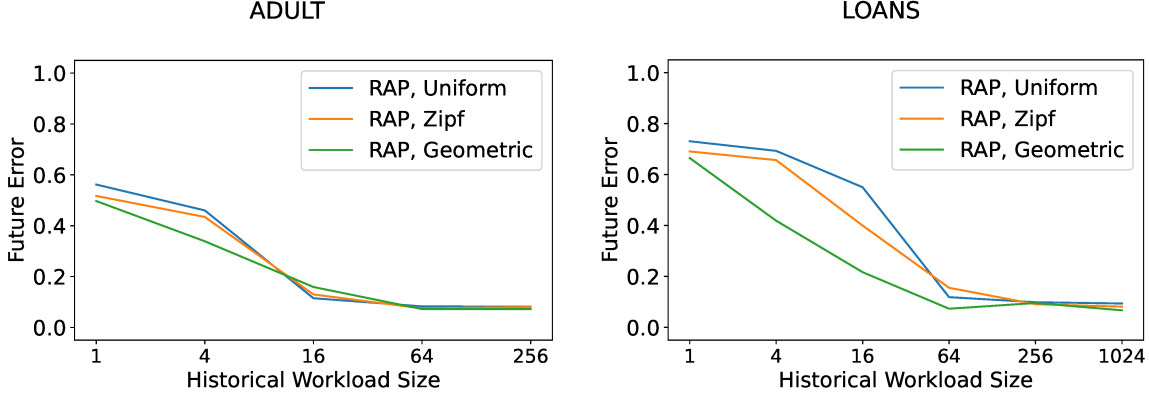 ADULT
1.0
0.8
0.6
0.4
0.2
0.0
Future Error
RAP, Uniform
RAP, Zipf
RAP, Geometric
1 4 16 64 256
Historical Workload Size
LOANS
1.0
0.8
0.6
0.4
0.2
0.0
Future Error
RAP, Uniform
RAP, Zipf
RAP, Geometric
1 4 16 64 256 1024
Historical Workload Size